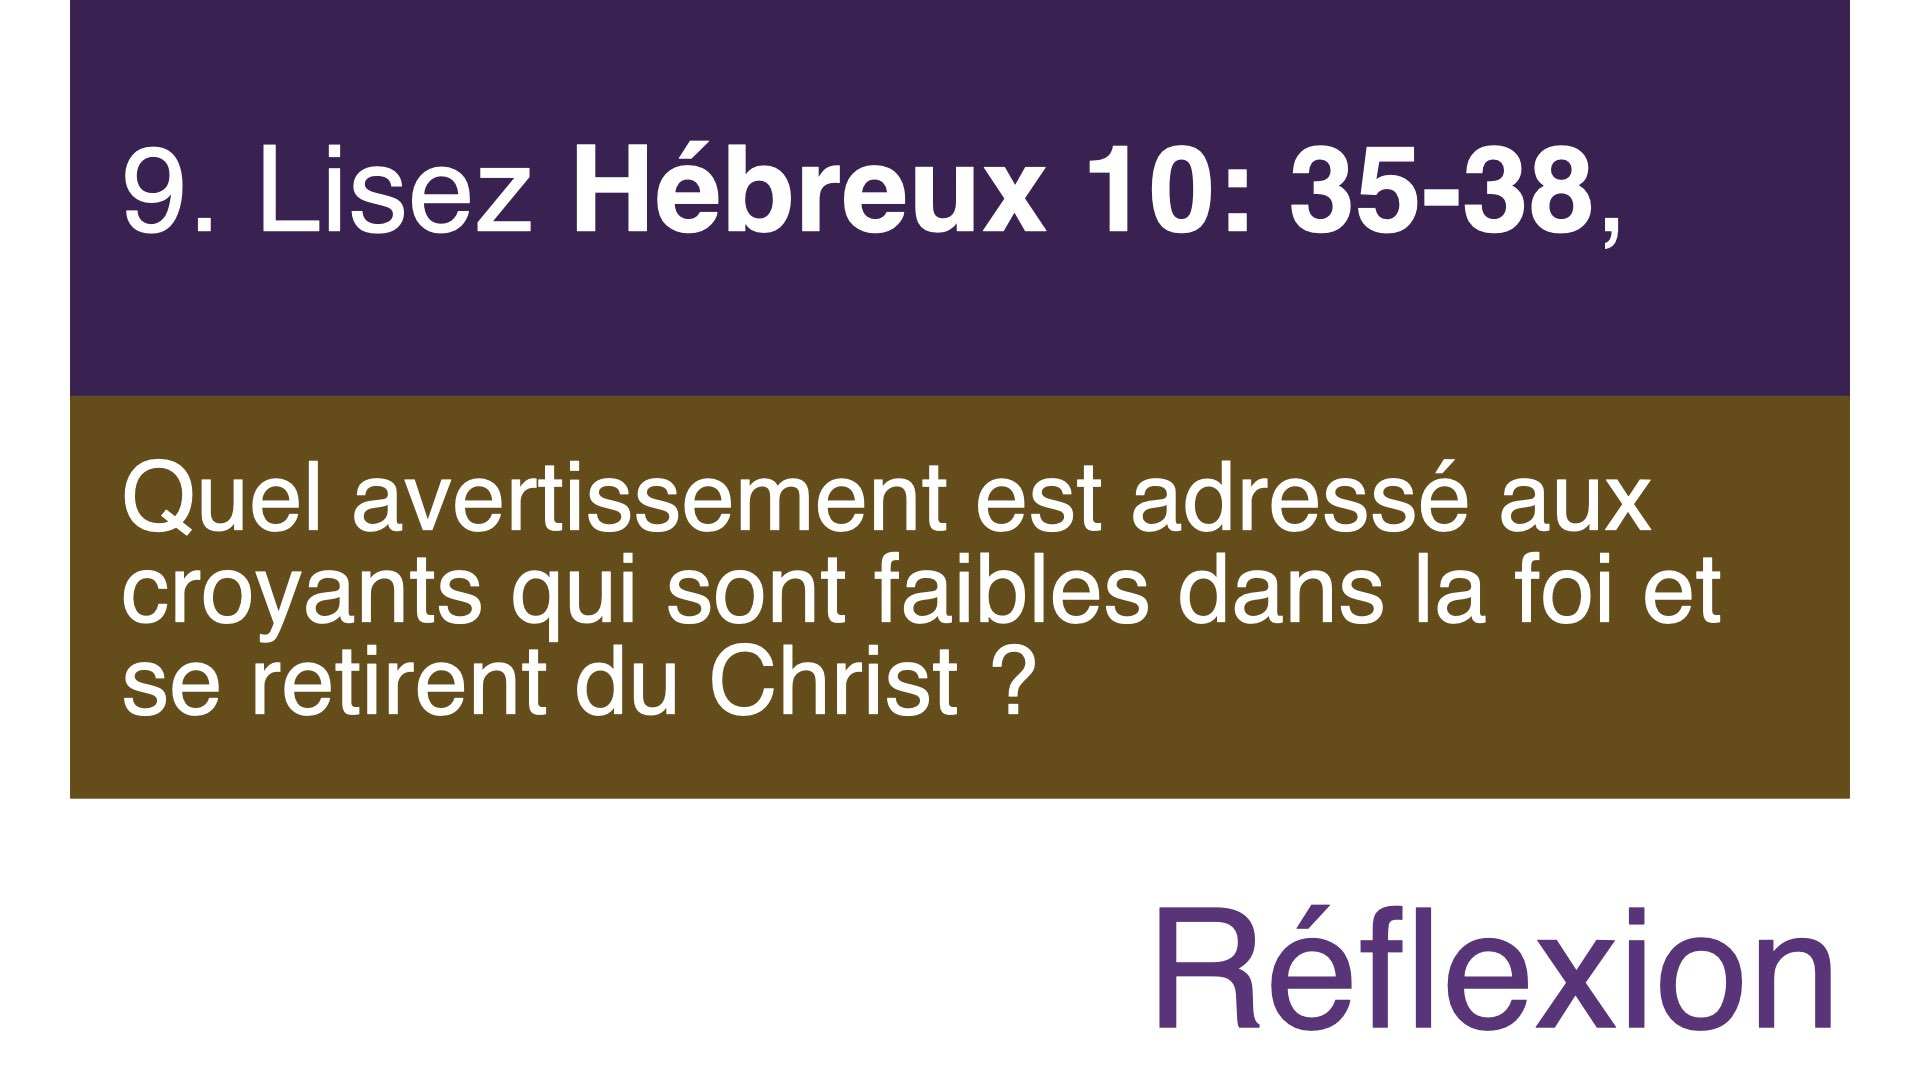 9. Lisez Hébreux 10: 35-38,
Quel avertissement est adressé aux
croyants qui sont faibles dans la foi et
se retirent du Christ ?
Réflexion